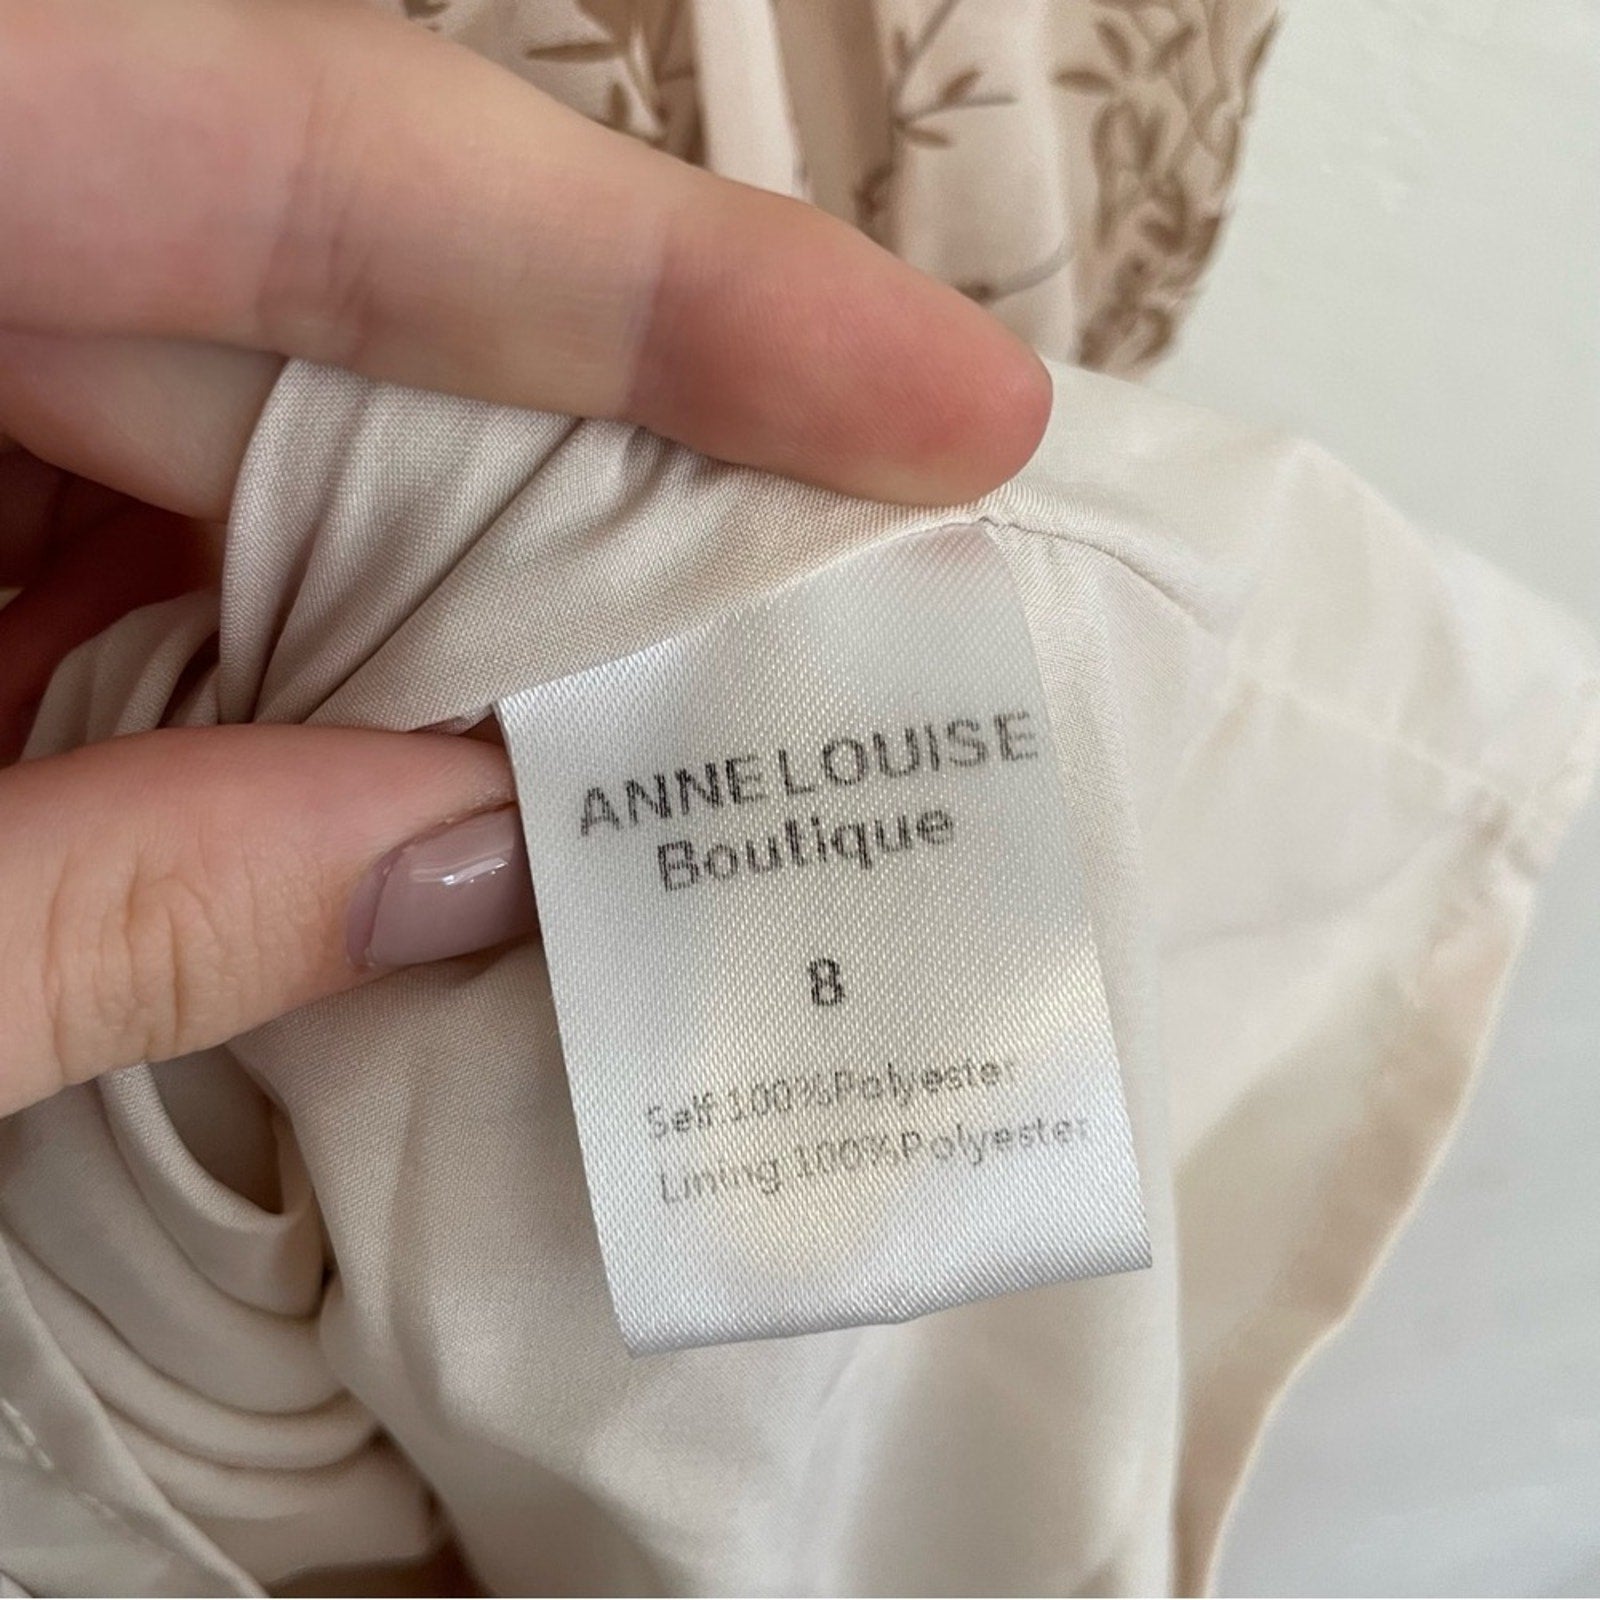 ANNE LOUISE
Boutique
8
Self:100%Polyester
Lining:100%Polyester